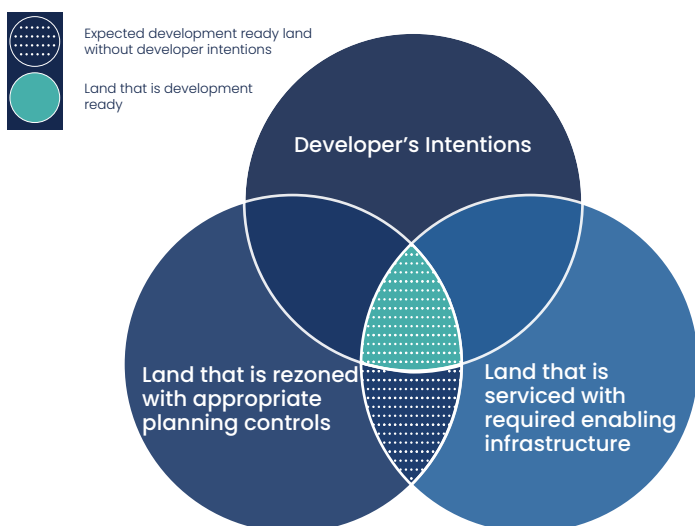 Expected development ready land
without developer intentions
Land that is development
ready
Developer’s Intentions
Land that is rezoned
with appropriate
planning controls
Land that is
serviced with
required enabling
infrastructure